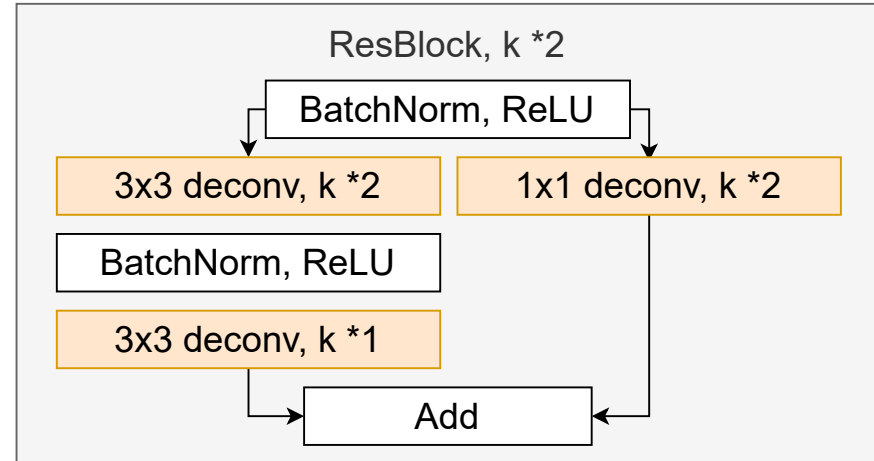 ResBlock, k *2
BatchNorm, ReLU
3x3 deconv, k *2
1x1 deconv, k *2
BatchNorm, ReLU
3x3 deconv, k *1
Add